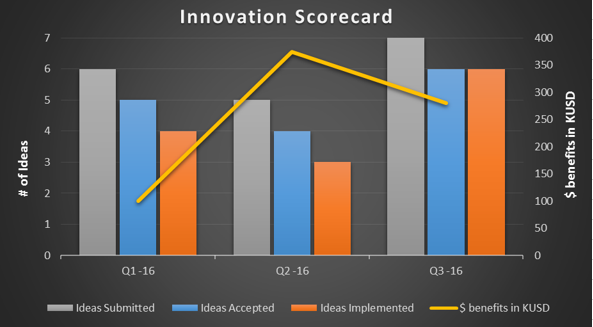 Innovation Scorecard
7
6
5
4
3
2
1
0
# of Ideas
400
350
300
250
200
150
100
50
0
$ benefits in KUSD
Q1 -16
Q2 -16
Q3 -16
Ideas Submitted
Ideas Accepted
Ideas Implemented
$ benefits in KUSD